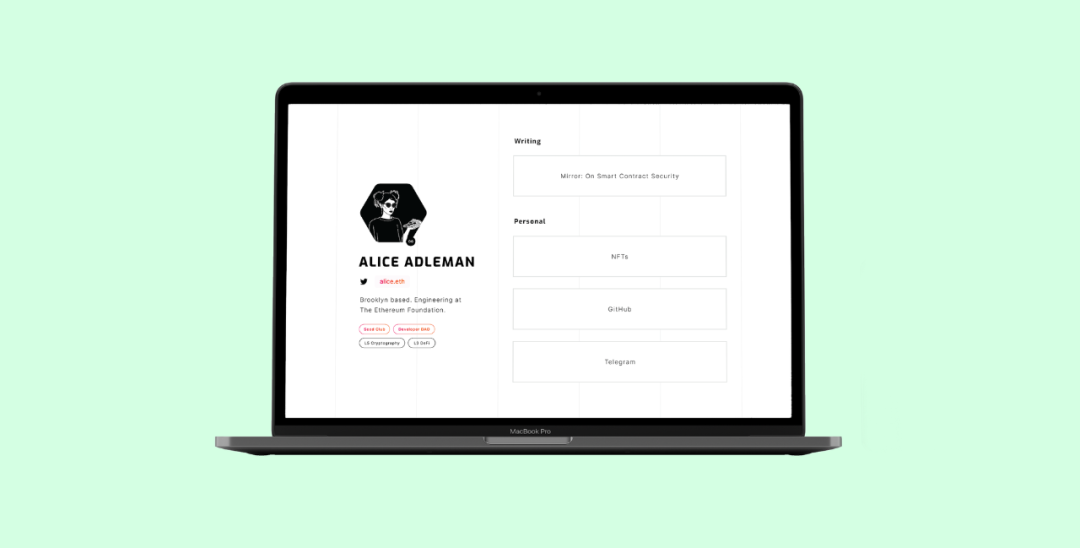 ALICE ADLEMAN
alice.eth
Brooklyn based. Engineering at
The Ethereum Foundation.
Seed Club
Developer DAO
L5 Cryptography
L5 DeFi
Writing
Mirror: On Smart Contract Security
Personal
NFTs
GitHub
Telegram
MacBook Pro